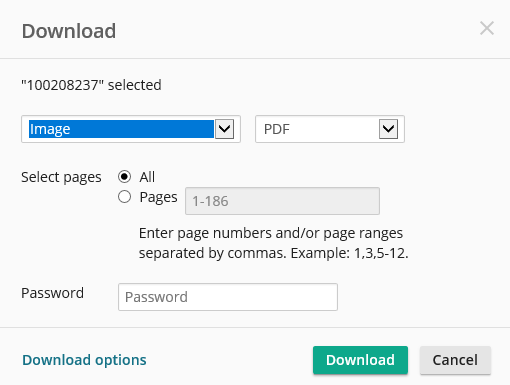 Download
"100208237" selected
Image PDF
Select pages All
Pages 1-186
Enter page numbers and/or page ranges
separated by commas. Example: 1,3,5-12.
Password Password
Download options Download Cancel